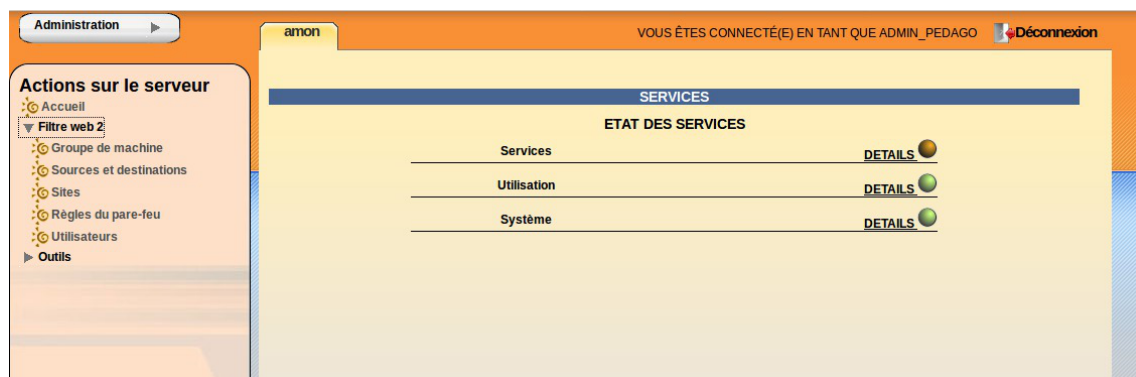 Administration
amon
VOUS ÊTES CONNECTÉ(E) EN TANT QUE ADMIN_PEDAGO
Déconnexion
Actions sur le serveur
Accueil
Filtre web 2
Groupe de machine
Sources et destinations
Sites
Règles du pare-feu
Utilisateurs
Outils
SERVICES
ETAT DES SERVICES
Services DETAILS
Utilisation DETAILS
Système DETAILS